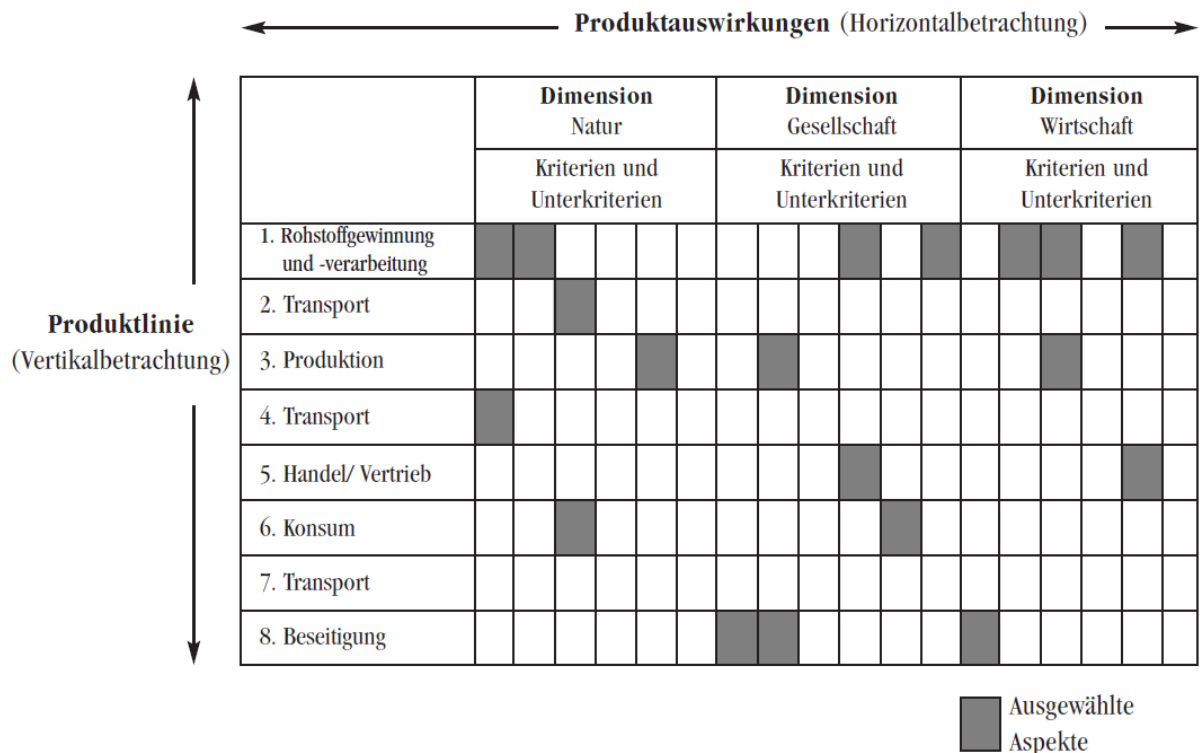 Produktauswirkungen (Horizontalbetrachtung)
Dimension
Natur
Dimension
Gesellschaft
Dimension
Wirtschaft
Kriterien und
Unterkriterien
Kriterien und
Unterkriterien
Kriterien und
Unterkriterien
Produktlinie
(Vertikalbetrachtung)
1. Rohstoffgewinnung
und -verarbeitung
2. Transport
3. Produktion
4. Transport
5. Handel/ Vertrieb
6. Konsum
7. Transport
8. Beseitigung
Ausgewählte
Aspekte